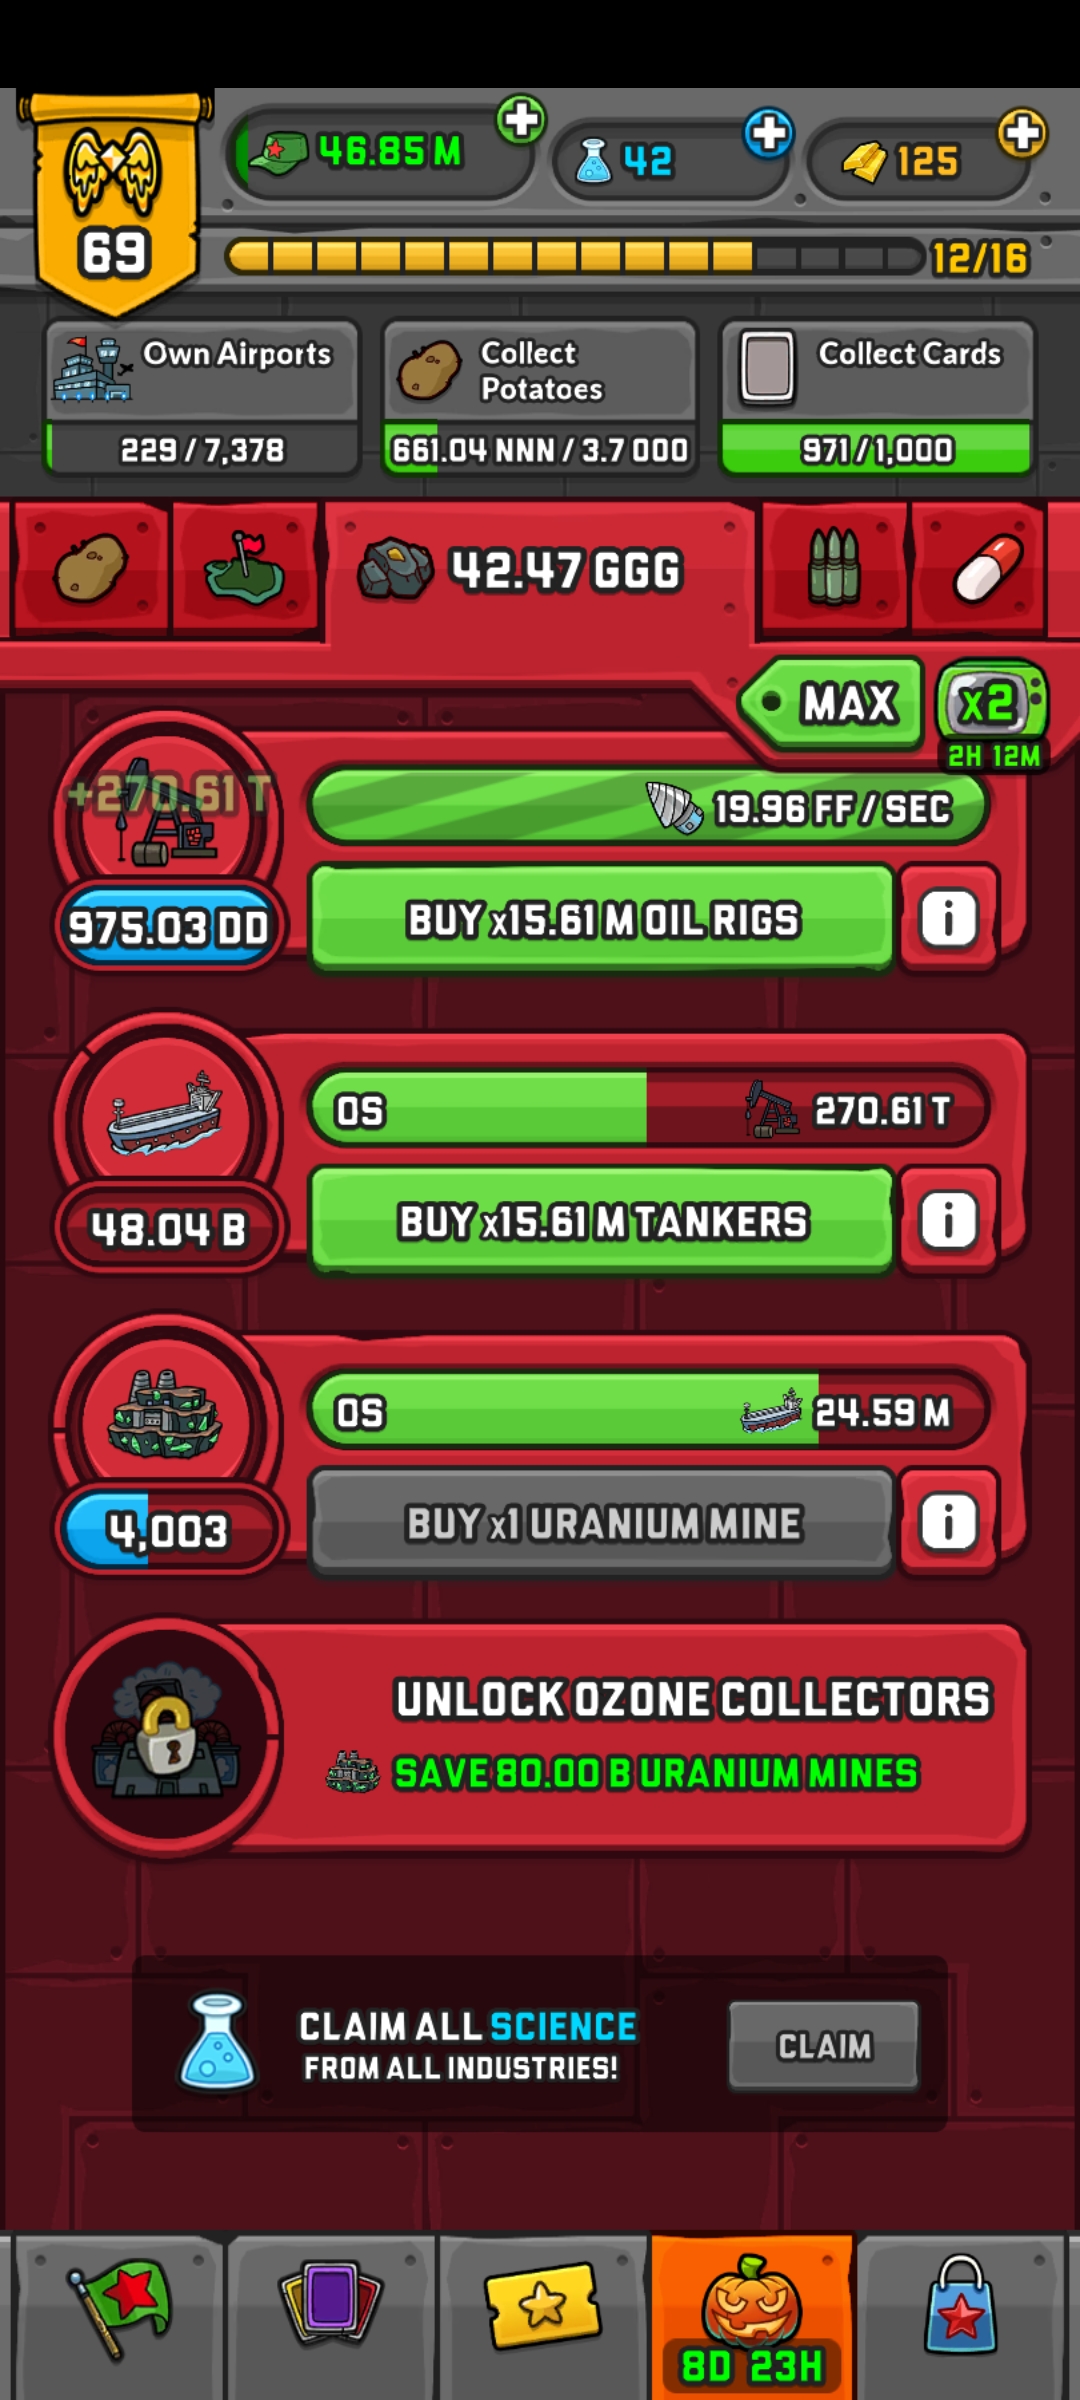 46.85 M
42
125
69
12/16
Own Airports
229 / 7,378
Collect
Potatoes
661.04 NNN / 3.7 OOO
Collect Cards
971 / 1,000
42.47 GGG
MAX
x2
2H 12M
+270.61 T
19.96 FF / SEC
975.03 DD
BUY x15.61 M OIL RIGS
i
0S
270.61 T
48.04 B
BUY x15.61 M TANKERS
i
0S
24.59 M
4,003
BUY x1 URANIUM MINE
i
UNLOCK OZONE COLLECTORS
SAVE 80.00 B URANIUM MINES
CLAIM ALL SCIENCE
FROM ALL INDUSTRIES!
CLAIM
8D 23H